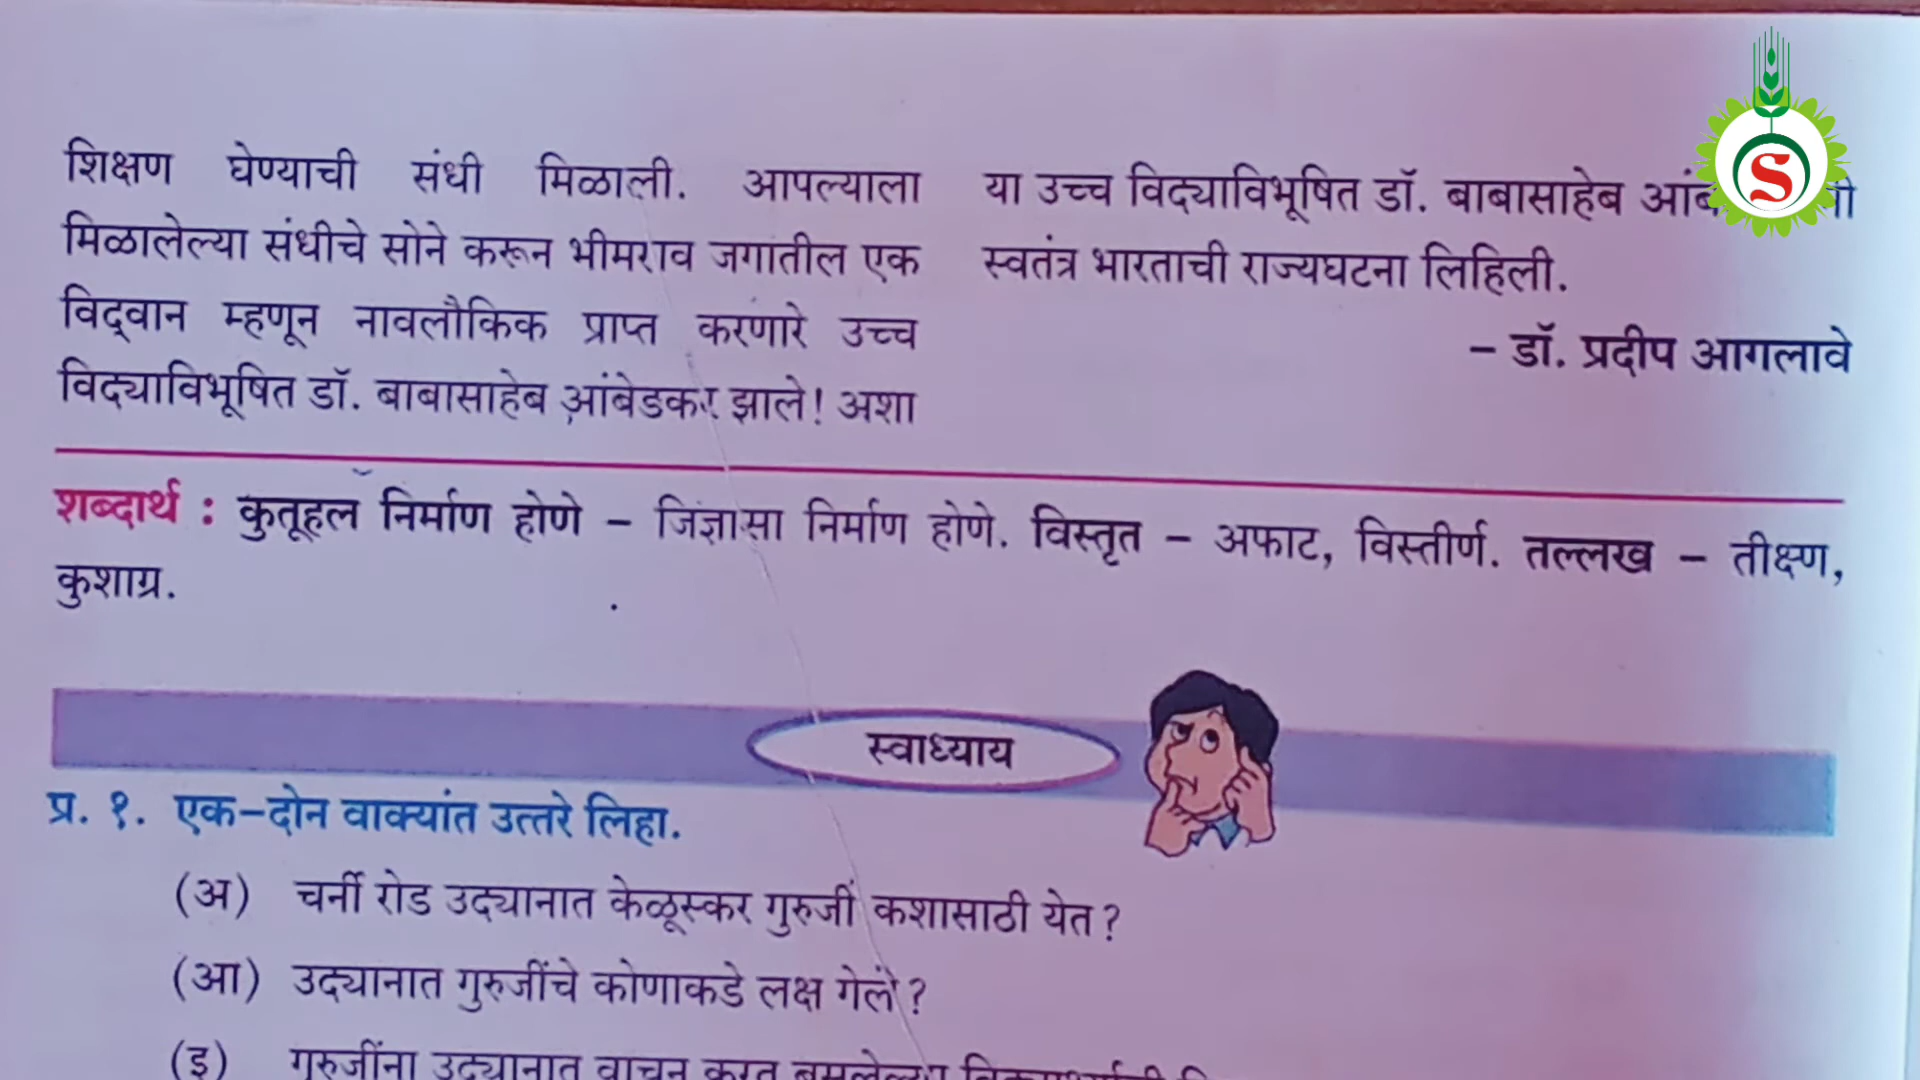 शिक्षण घेण्याची संधी मिळाली. आपल्याला
मिळालेल्या संधीचे सोने करून भीमराव जगातील एक
विद्वान म्हणून नावलौकिक प्राप्त करणारे उच्च
विद्याविभूषित डॉ. बाबासाहेब आंबेडकर झाले! अशा
या उच्च विद्याविभूषित डॉ. बाबासाहेब
स्वतंत्र भारताची राज्यघटना लिहिली.
– डॉ. प्रदीप आगलावे
शब्दार्थ : कुतूहल निर्माण होणे – जिज्ञासा निर्माण होणे. विस्तृत – अफाट, विस्तीर्ण. तल्लख – तीक्ष्ण,
कुशाग्र.
स्वाध्याय
प्र. १. एक-दोन वाक्यांत उत्तरे लिहा.
(अ) चर्नी रोड उद्यानात केळूस्कर गुरुजी कशासाठी येत?
(आ) उद्यानात गुरुजींचे कोणाकडे लक्ष गेले?
(इ) गुरुजींना उद्यानात वाचन करत बसलेल्या
S